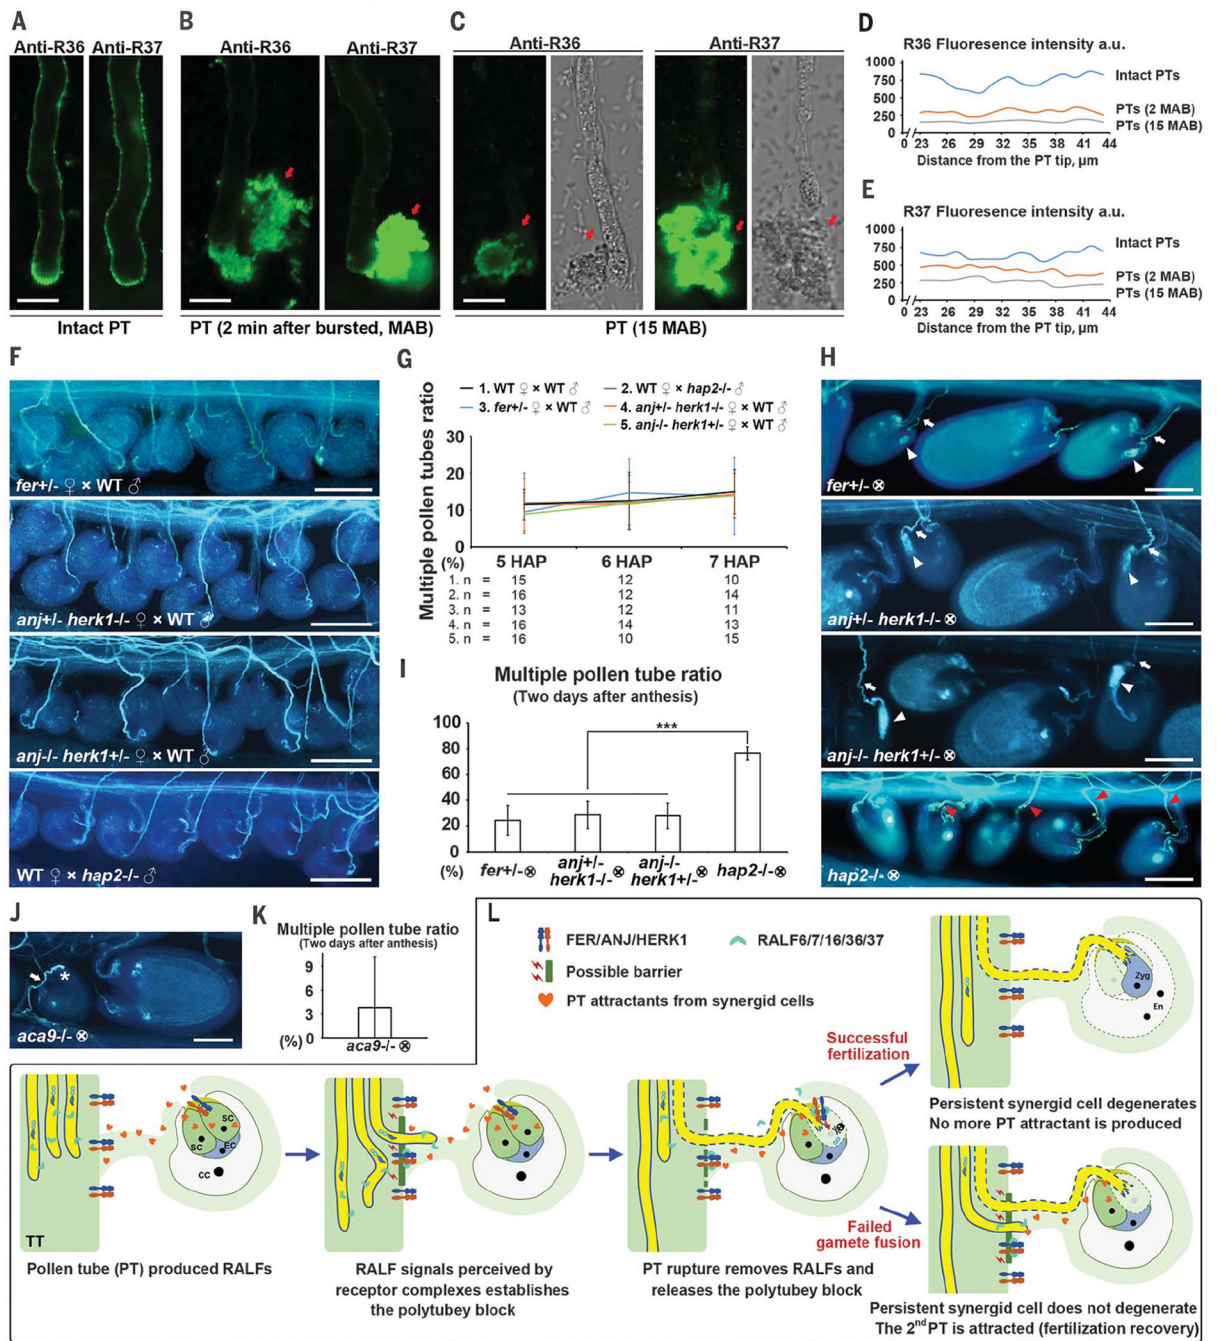 A
Anti-R36 Anti-R37
Intact PT
B
Anti-R36 Anti-R37
PT (2 min after bursted, MAB)
C
Anti-R36 Anti-R37
PT (15 MAB)
D
R36 Fluoresence intensity a.u.
1000
750
500
250
0
Intact PTs
PTs (2 MAB)
PTs (15 MAB)
0 23 26 29 32 35 38 41 44
Distance from the PT tip, µm
E
R37 Fluoresence intensity a.u.
1000
750
500
250
0
Intact PTs
PTs (2 MAB)
PTs (15 MAB)
0 23 26 29 32 35 38 41 44
Distance from the PT tip, µm
F
fer+/- ♀ × WT ♂
anj+/- herk1-/- ♀ × WT ♂
anj-/- herk1+/- ♀ × WT ♂
WT ♀ × hap2-/- ♂
G
1. WT ♀ × WT ♂ 2. WT ♀ × hap2-/- ♂
3. fer+/- ♀ × WT ♂ 4. anj+/- herk1-/- ♀ × WT ♂
5. anj-/- herk1+/- ♀ × WT ♂
Multiple pollen tubes ratio
30
20
10
0
(%) 5 HAP 6 HAP 7 HAP
1. n = 15 12 10
2. n = 16 12 14
3. n = 13 12 11
4. n = 16 14 13
5. n = 16 10 15
H
fer+/- ⊗
anj+/- herk1-/- ⊗
anj-/- herk1+/- ⊗
hap2-/- ⊗
I
Multiple pollen tube ratio
(Two days after anthesis)
***
100
80
60
40
20
0
(%) fer+/-⊗ anj+/- herk1-/-⊗ anj-/- herk1+/-⊗ hap2-/-⊗
J
*
aca9-/- ⊗
K
Multiple pollen tube ratio
(Two days after anthesis)
9
6
3
0
(%) aca9-/- ⊗
L
FER/ANJ/HERK1 RALF6/7/16/36/37
Possible barrier
PT attractants from synergid cells
Successful
fertilization
Zyg
En
Persistent synergid cell degenerates
No more PT attractant is produced
SC
SC
EC
CC
TT
Pollen tube (PT) produced RALFs
RALF signals perceived by
receptor complexes establishes
the polytubey block
PT rupture removes RALFs and
releases the polytubey block
Failed
gamete fusion
Persistent synergid cell does not degenerate
The 2nd PT is attracted (fertilization recovery)